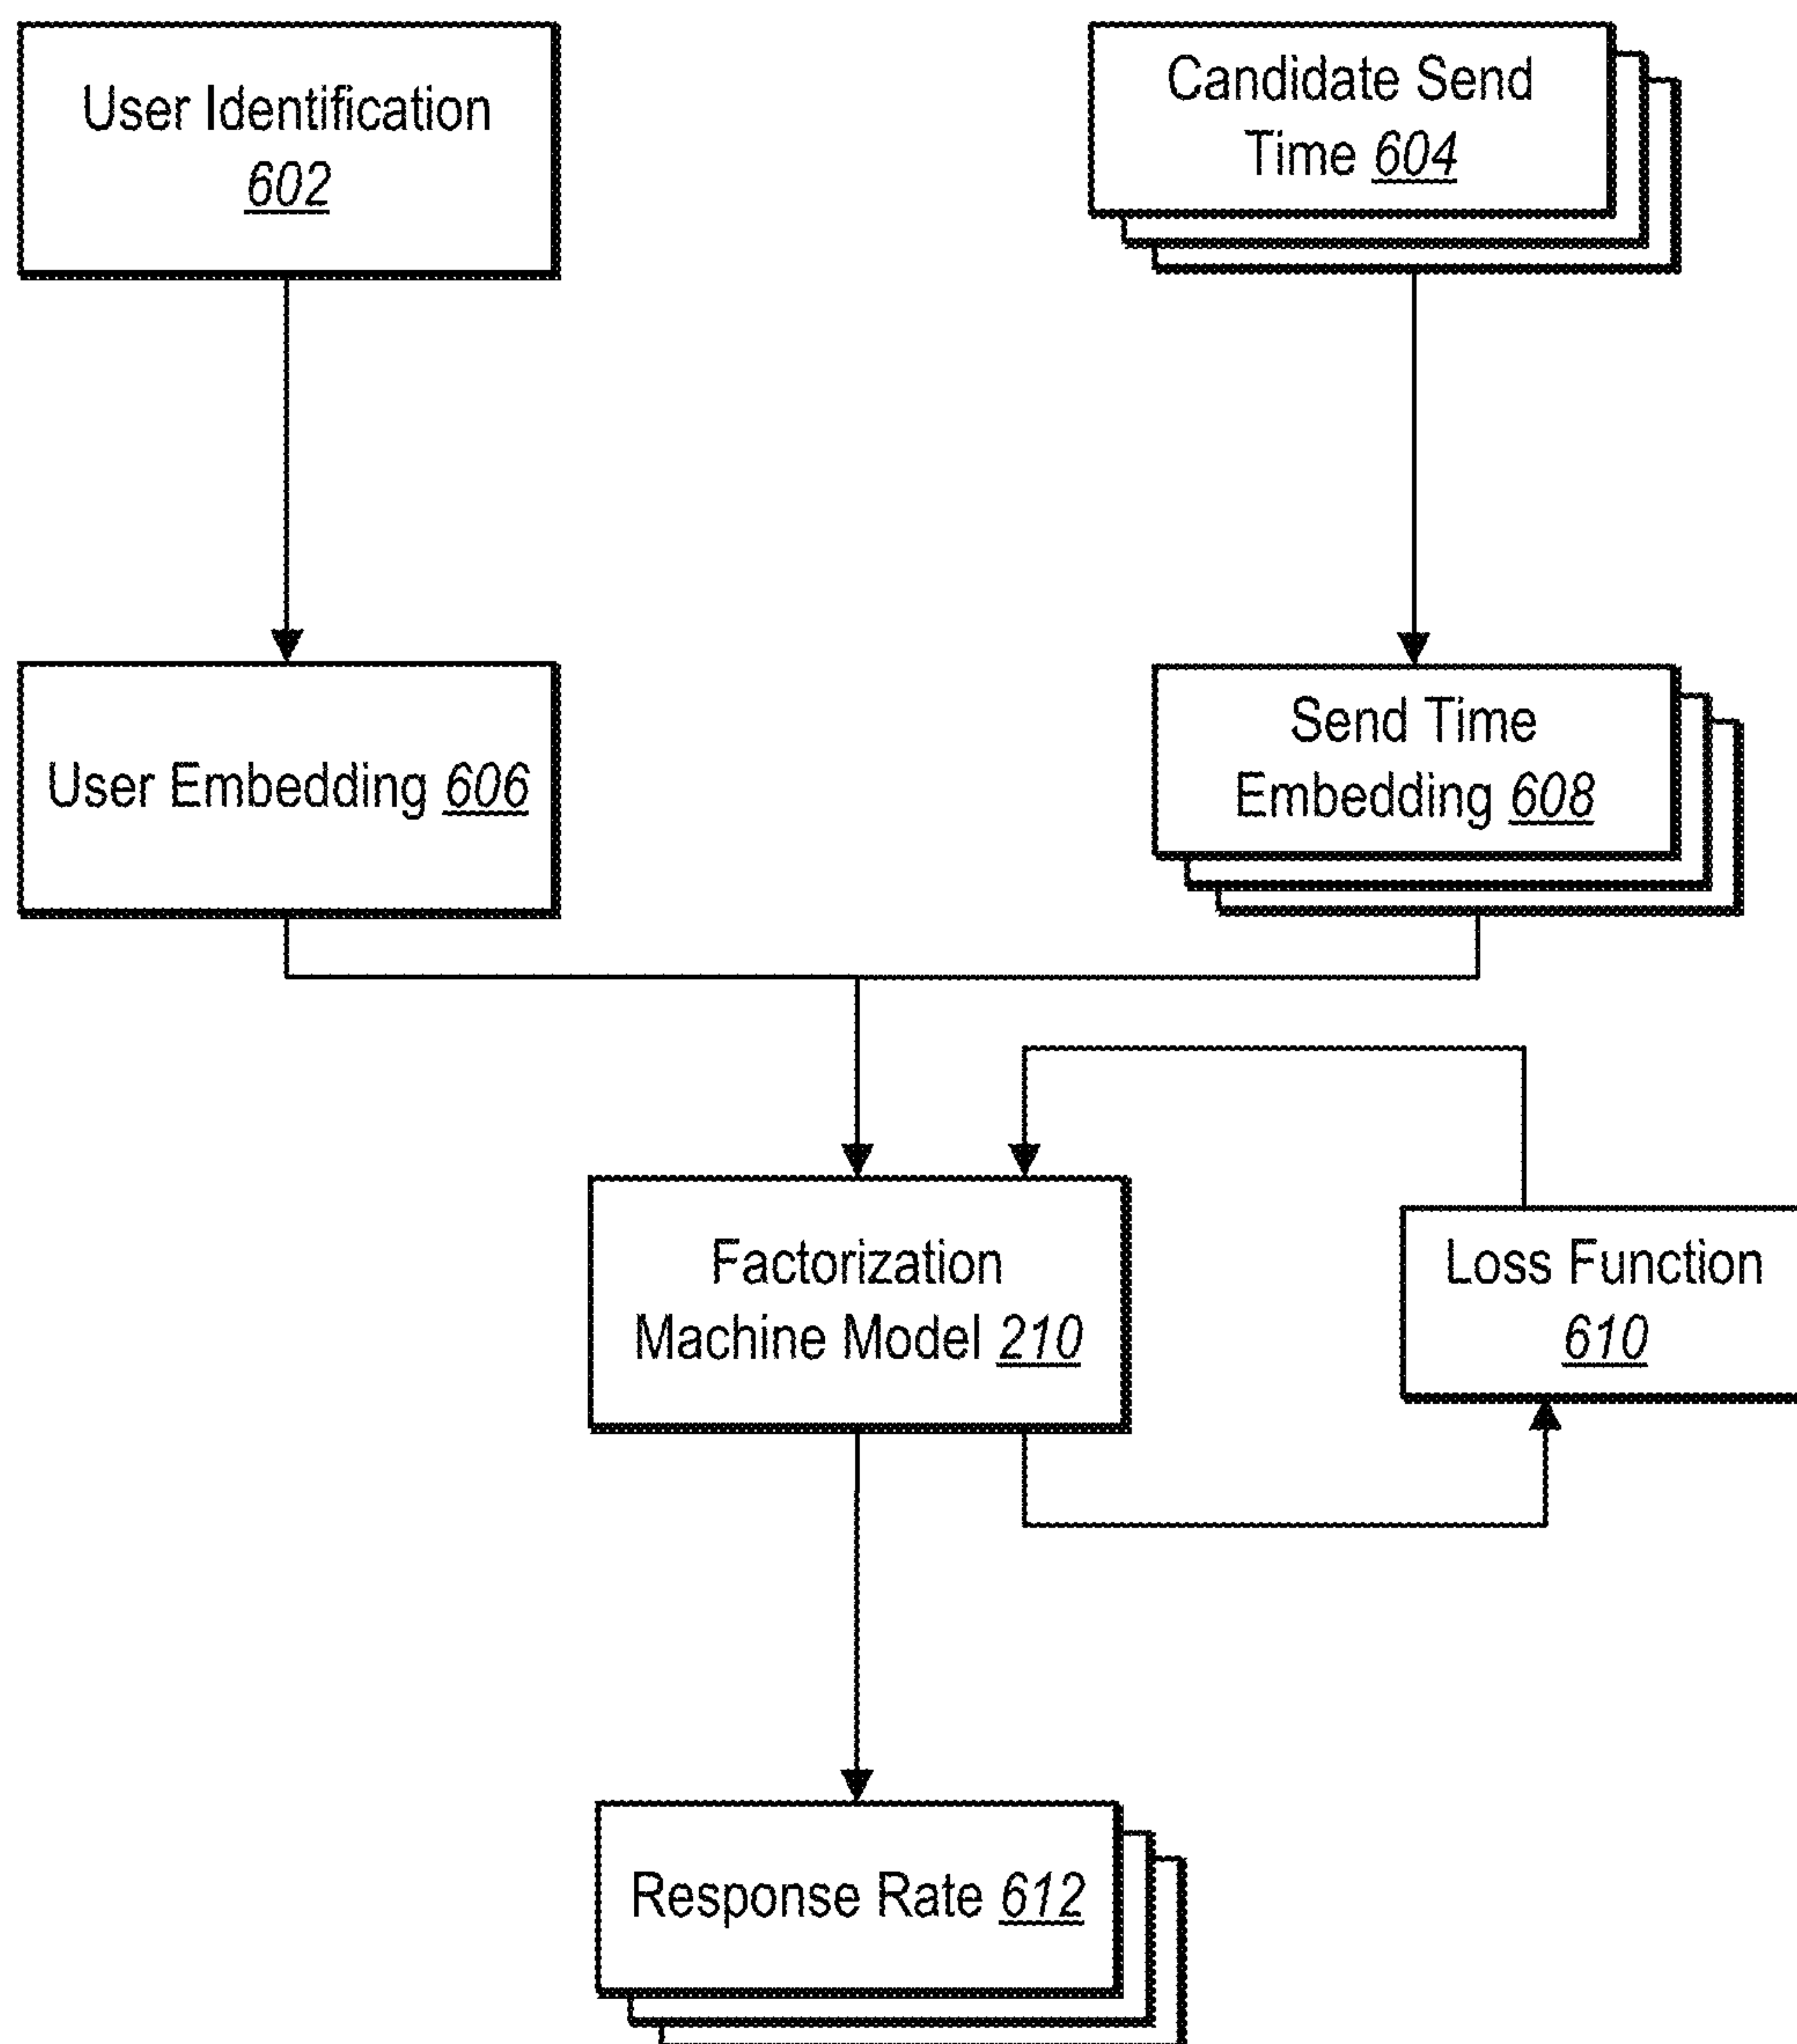 User Identification
602
Candidate Send
Time 604
User Embedding 606
Send Time
Embedding 608
Factorization
Machine Model 210
Loss Function
610
Response Rate 612